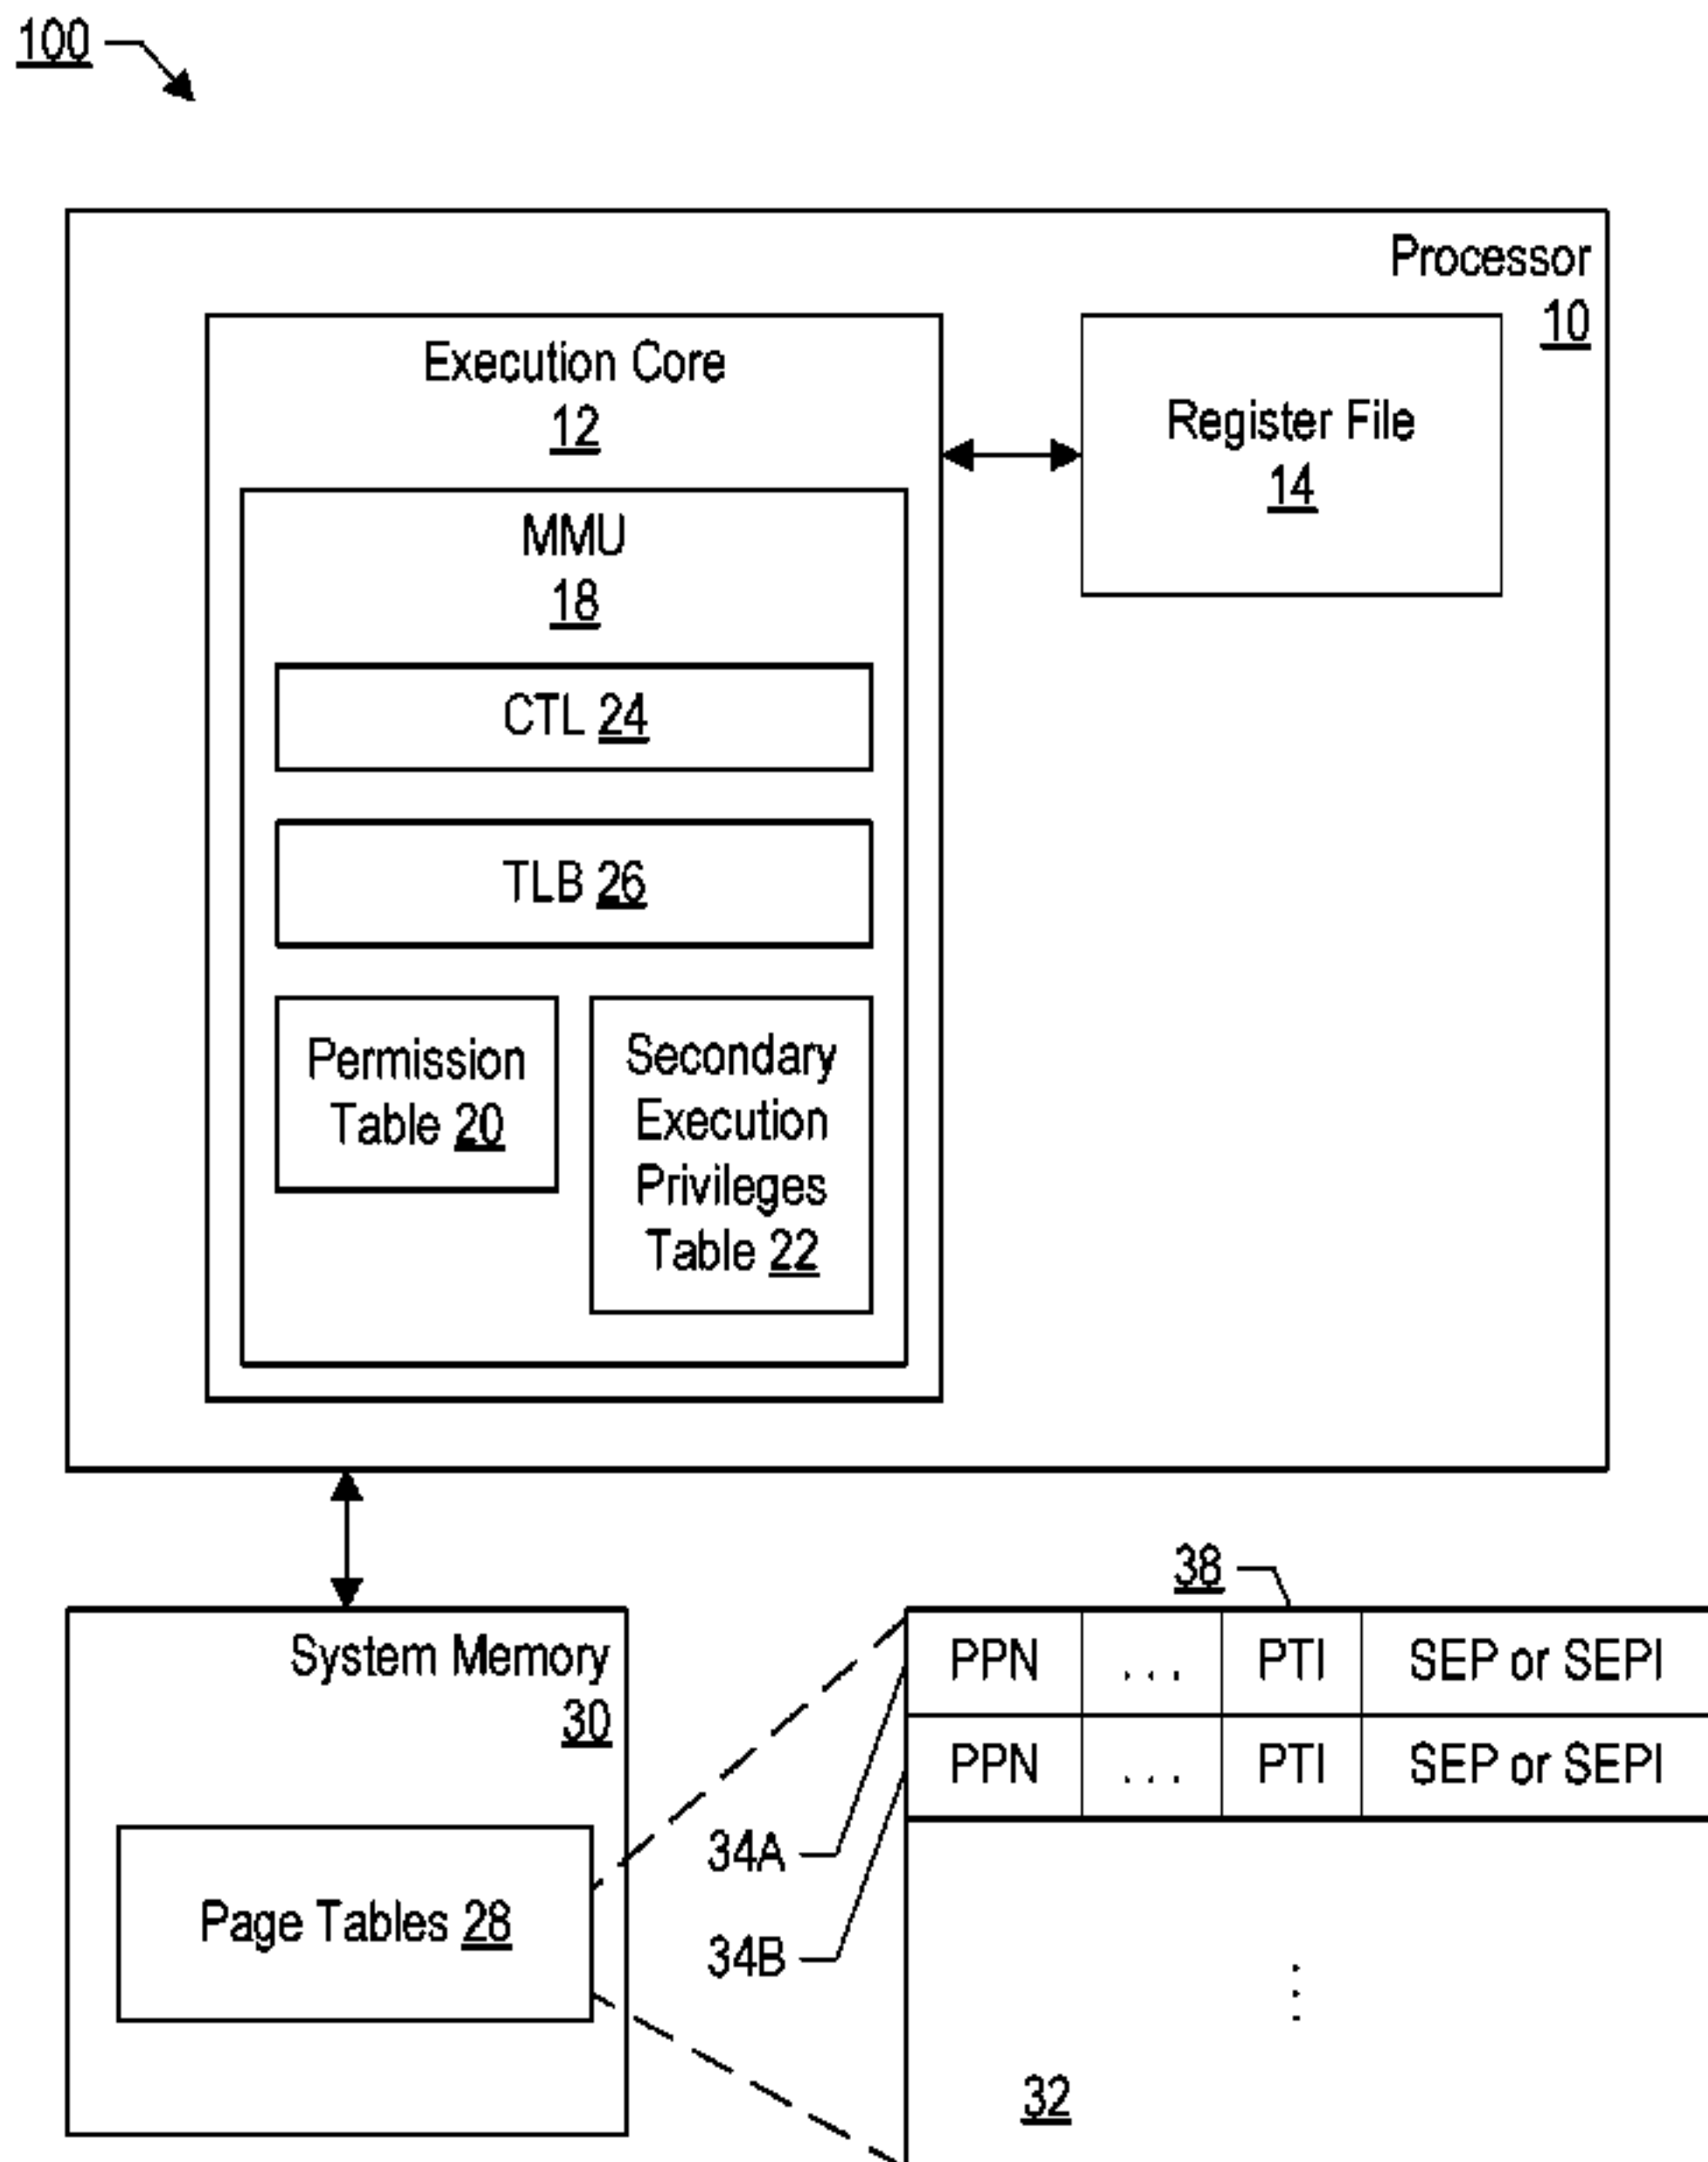 100
Processor
10
Execution Core
12
Register File
14
MMU
18
CTL 24
TLB 26
Permission
Table 20
Secondary
Execution
Privileges
Table 22
38
System Memory
30
PPN ... PTI SEP or SEPI
PPN ... PTI SEP or SEPI
34A
34B
Page Tables 28
32